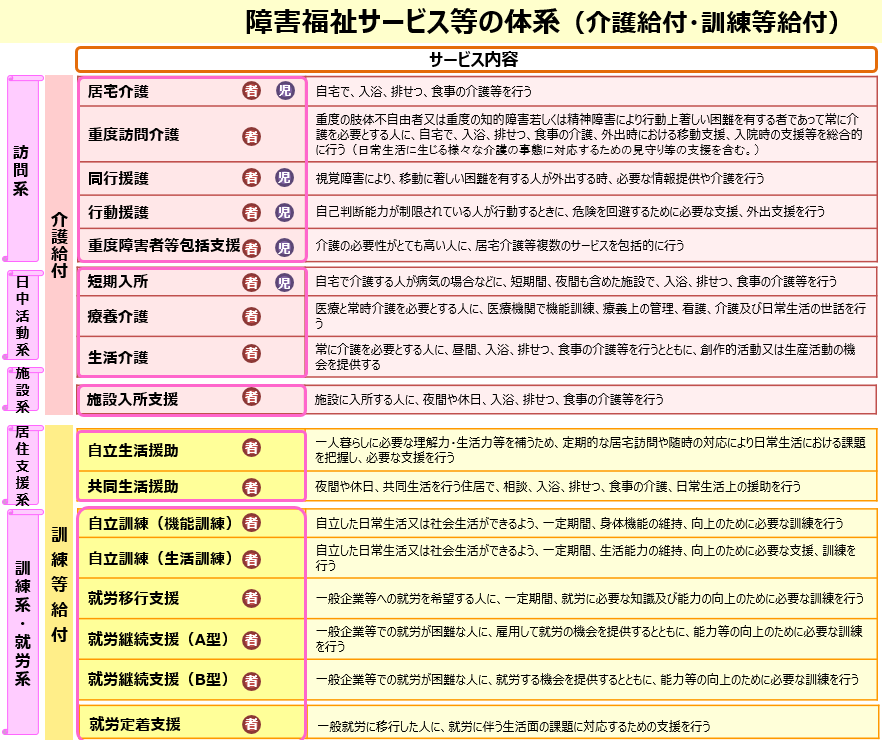 障害福祉サービス等の体系（介護給付・訓練等給付）
サービス内容
訪問系
介護給付
居宅介護 者 児 自宅で、入浴、排せつ、食事の介護等を行う
重度訪問介護 者 重度の肢体不自由者又は重度の知的障害若しくは精神障害により行動上著しい困難を有する者であって常に介
護を必要とする人に、自宅で、入浴、排せつ、食事の介護、外出時における移動支援、入院時の支援等を総合的
に行う（日常生活に生じる様々な介護の事態に対応するための見守り等の支援を含む。）
同行援護 者 児 視覚障害により、移動に著しい困難を有する人が外出する時、必要な情報提供や介護を行う
行動援護 者 児 自己判断能力が制限されている人が行動するときに、危険を回避するために必要な支援、外出支援を行う
重度障害者等包括支援 者 児 介護の必要性がとても高い人に、居宅介護等複数のサービスを包括的に行う
日中活動系
短期入所 者 児 自宅で介護する人が病気の場合などに、短期間、夜間も含めた施設で、入浴、排せつ、食事の介護等を行う
療養介護 者 医療と常時介護を必要とする人に、医療機関で機能訓練、療養上の管理、看護、介護及び日常生活の世話を行
う
生活介護 者 常に介護を必要とする人に、昼間、入浴、排せつ、食事の介護等を行うとともに、創作的活動又は生産活動の機
会を提供する
施設系
施設入所支援 者 施設に入所する人に、夜間や休日、入浴、排せつ、食事の介護等を行う
居住支援系
訓練等給付
自立生活援助 者 一人暮らしに必要な理解力・生活力等を補うため、定期的な居宅訪問や随時の対応により日常生活における課題
を把握し、必要な支援を行う
共同生活援助 者 夜間や休日、共同生活を行う住居で、相談、入浴、排せつ、食事の介護、日常生活上の援助を行う
訓練系・就労系
自立訓練（機能訓練） 者 自立した日常生活又は社会生活ができるよう、一定期間、身体機能の維持、向上のために必要な訓練を行う
自立訓練（生活訓練） 者 自立した日常生活又は社会生活ができるよう、一定期間、生活能力の維持、向上のために必要な支援、訓練を
行う
就労移行支援 者 一般企業等への就労を希望する人に、一定期間、就労に必要な知識及び能力の向上のために必要な訓練を行う
就労継続支援（A型） 者 一般企業等での就労が困難な人に、雇用して就労の機会を提供するとともに、能力等の向上のために必要な訓練
を行う
就労継続支援（B型） 者 一般企業等での就労が困難な人に、就労する機会を提供するとともに、能力等の向上のために必要な訓練を行う
就労定着支援 者 一般就労に移行した人に、就労に伴う生活面の課題に対応するための支援を行う